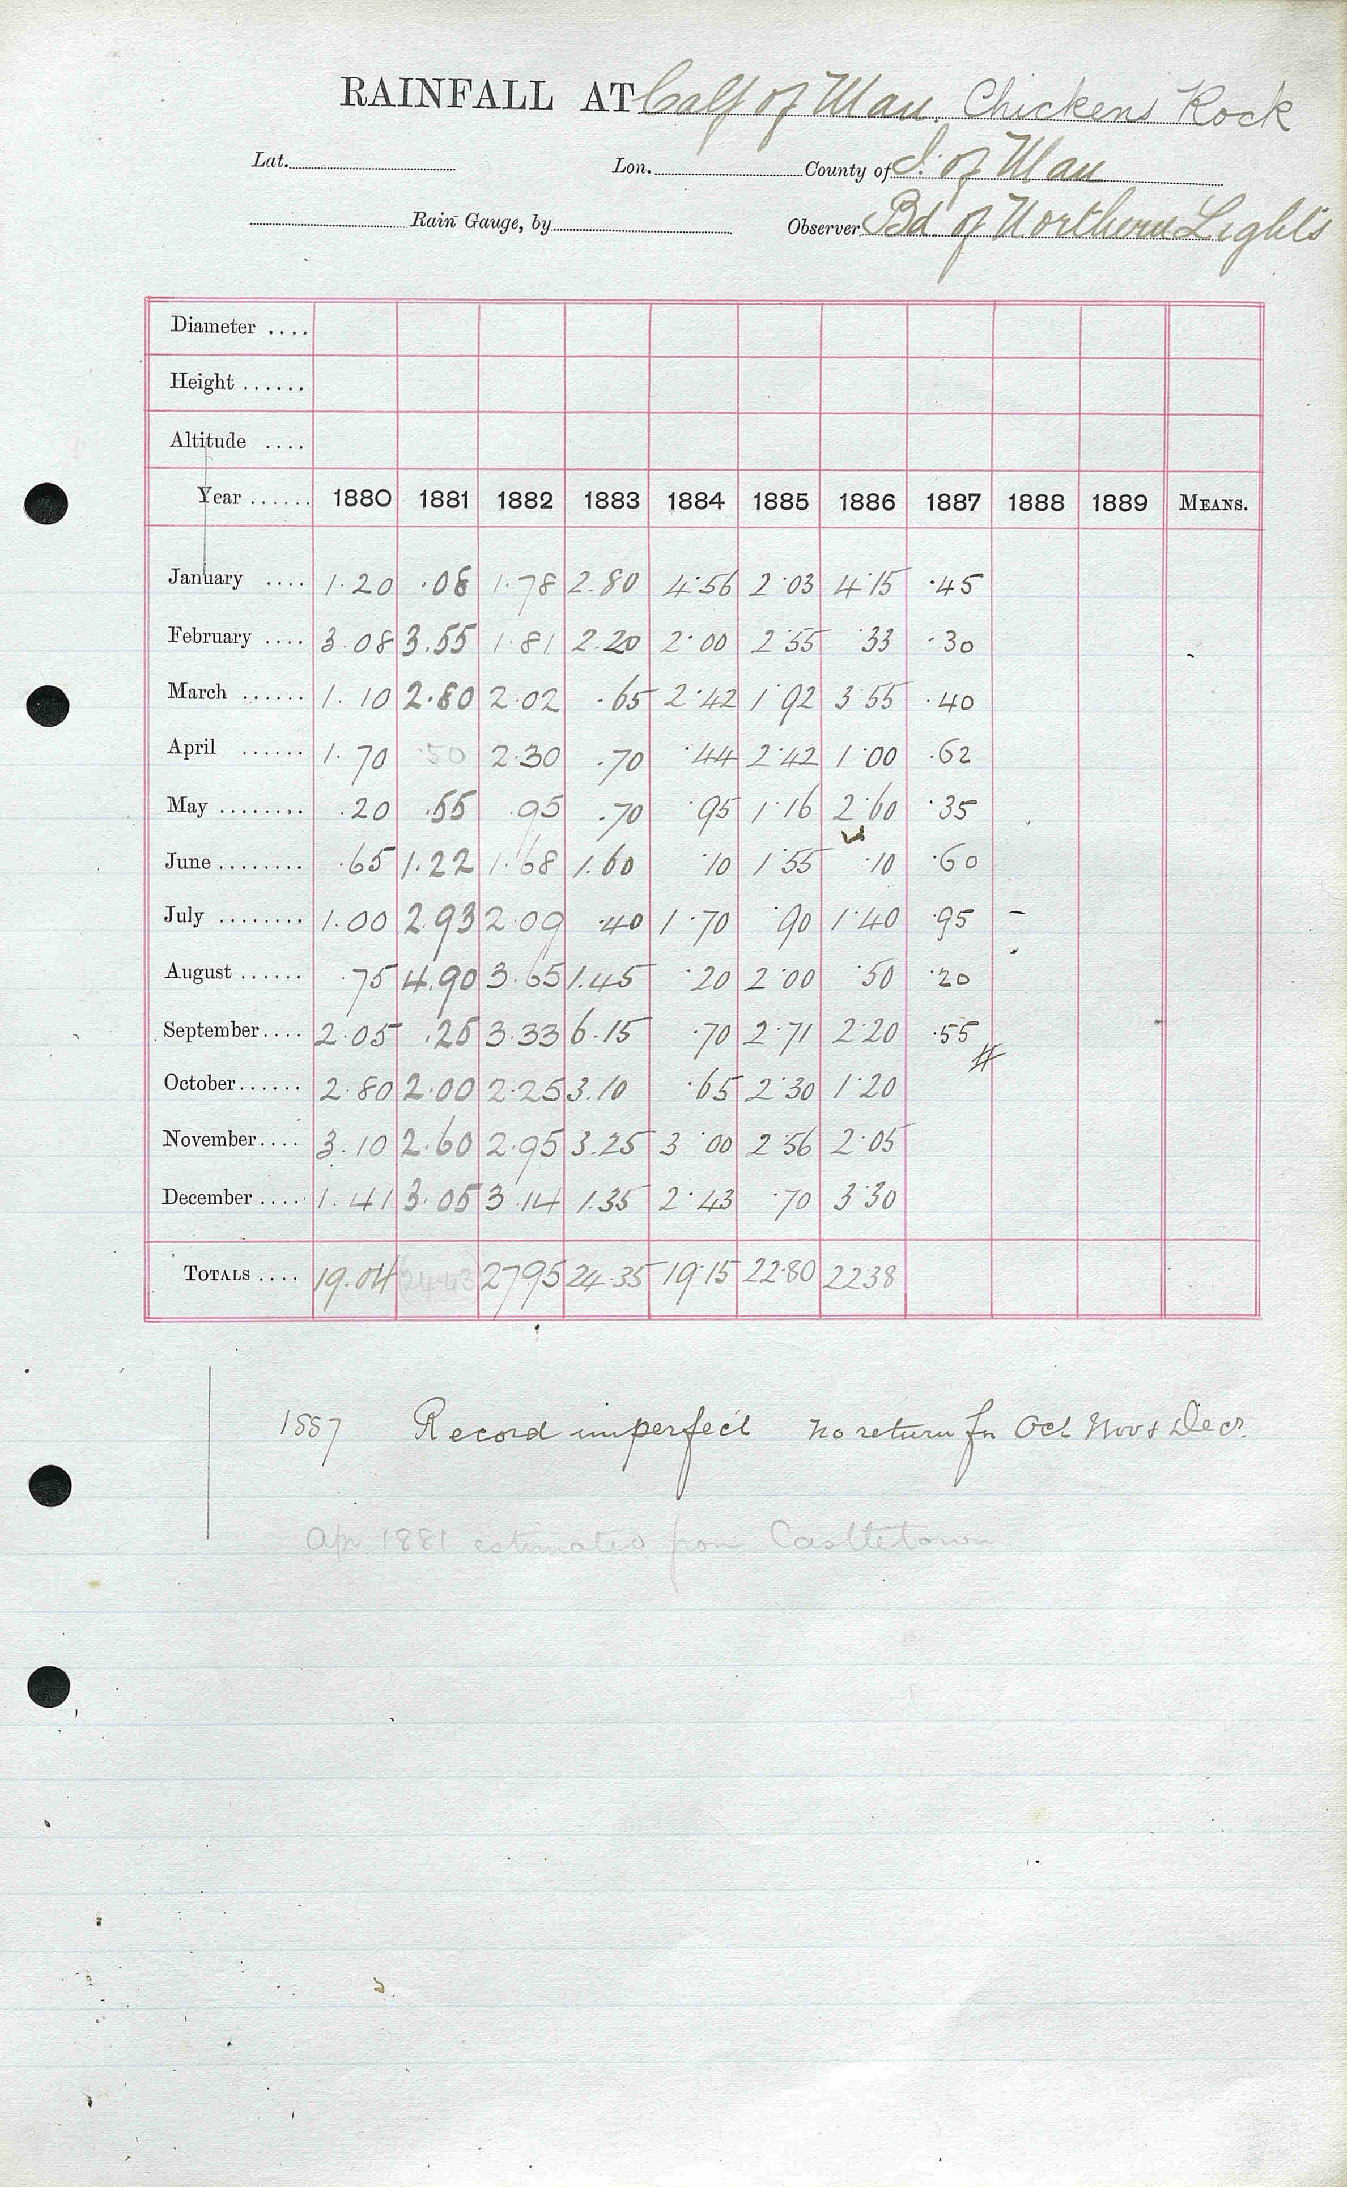 RAINFALL AT Calf of Man. Chickens Rock
Lat. Lon. County of I. of Man
Rain Gauge, by Observer Bd. of Northern Lights
Diameter ....
Height ......
Altitude ....
Year ...... 1880 1881 1882 1883 1884 1885 1886 1887 1888 1889 MEANS.
January .... 1.20 .08 1.78 2.80 4.56 2.03 4.15 .45
February .... 3.08 3.55 1.81 2.20 2.00 2.55 .33 .30
March ...... 1.10 2.80 2.02 .65 2.42 1.92 3.55 .40
April ...... 1.70 .50 2.30 .70 .44 2.42 1.00 .62
May ........ .20 .55 .95 .70 .95 1.16 2.60 .35
June ........ .65 1.22 1.68 1.60 .10 1.55 .10 .60
July ........ 1.00 2.93 2.09 .40 1.70 .90 1.40 .95 -
August ...... .75 4.90 3.65 1.45 .20 2.00 .50 .20
September .... 2.05 .25 3.33 6.15 .70 2.71 2.20 .55 #
October ...... 2.80 2.00 2.25 3.10 .65 2.30 1.20
November .... 3.10 2.60 2.95 3.25 3.00 2.56 2.05
December .... 1.41 3.05 3.14 1.35 2.43 .70 3.30
TOTALS .... 19.04 (24.43) 27.95 24.35 19.15 22.80 22.38
1887 Record imperfect no return for Oct Nov & Decr.
Apr. 1881 estimated from Castletown